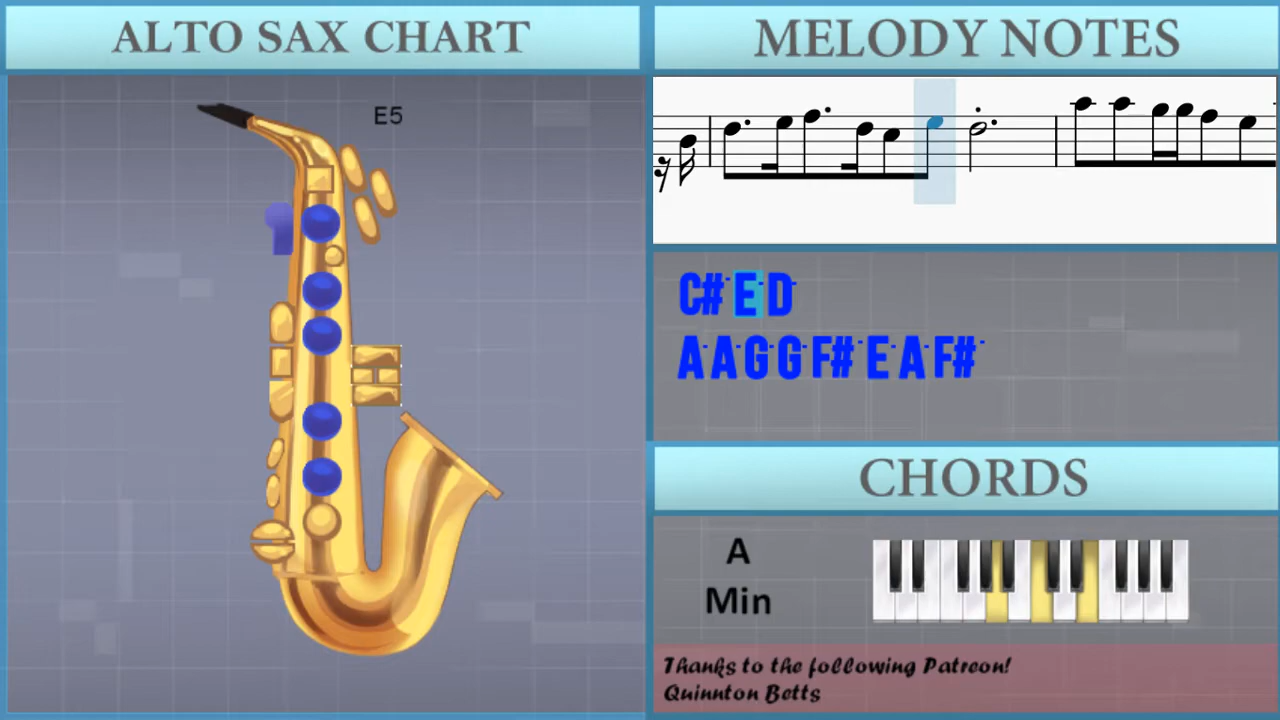 ALTO SAX CHART
E5
MELODY NOTES
C# E D
A A G G F# E A F#
CHORDS
A
Min
Thanks to the following Patreon!
Quinnton Betts